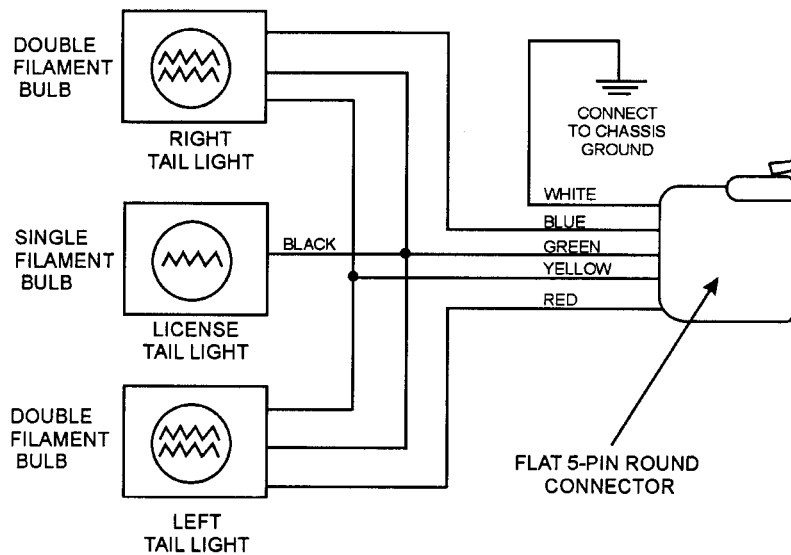 DOUBLE
FILAMENT
BULB
RIGHT
TAIL LIGHT
CONNECT
TO CHASSIS
GROUND
WHITE
BLUE
GREEN
YELLOW
RED
SINGLE
FILAMENT
BULB
BLACK
LICENSE
TAIL LIGHT
DOUBLE
FILAMENT
BULB
LEFT
TAIL LIGHT
FLAT 5-PIN ROUND
CONNECTOR